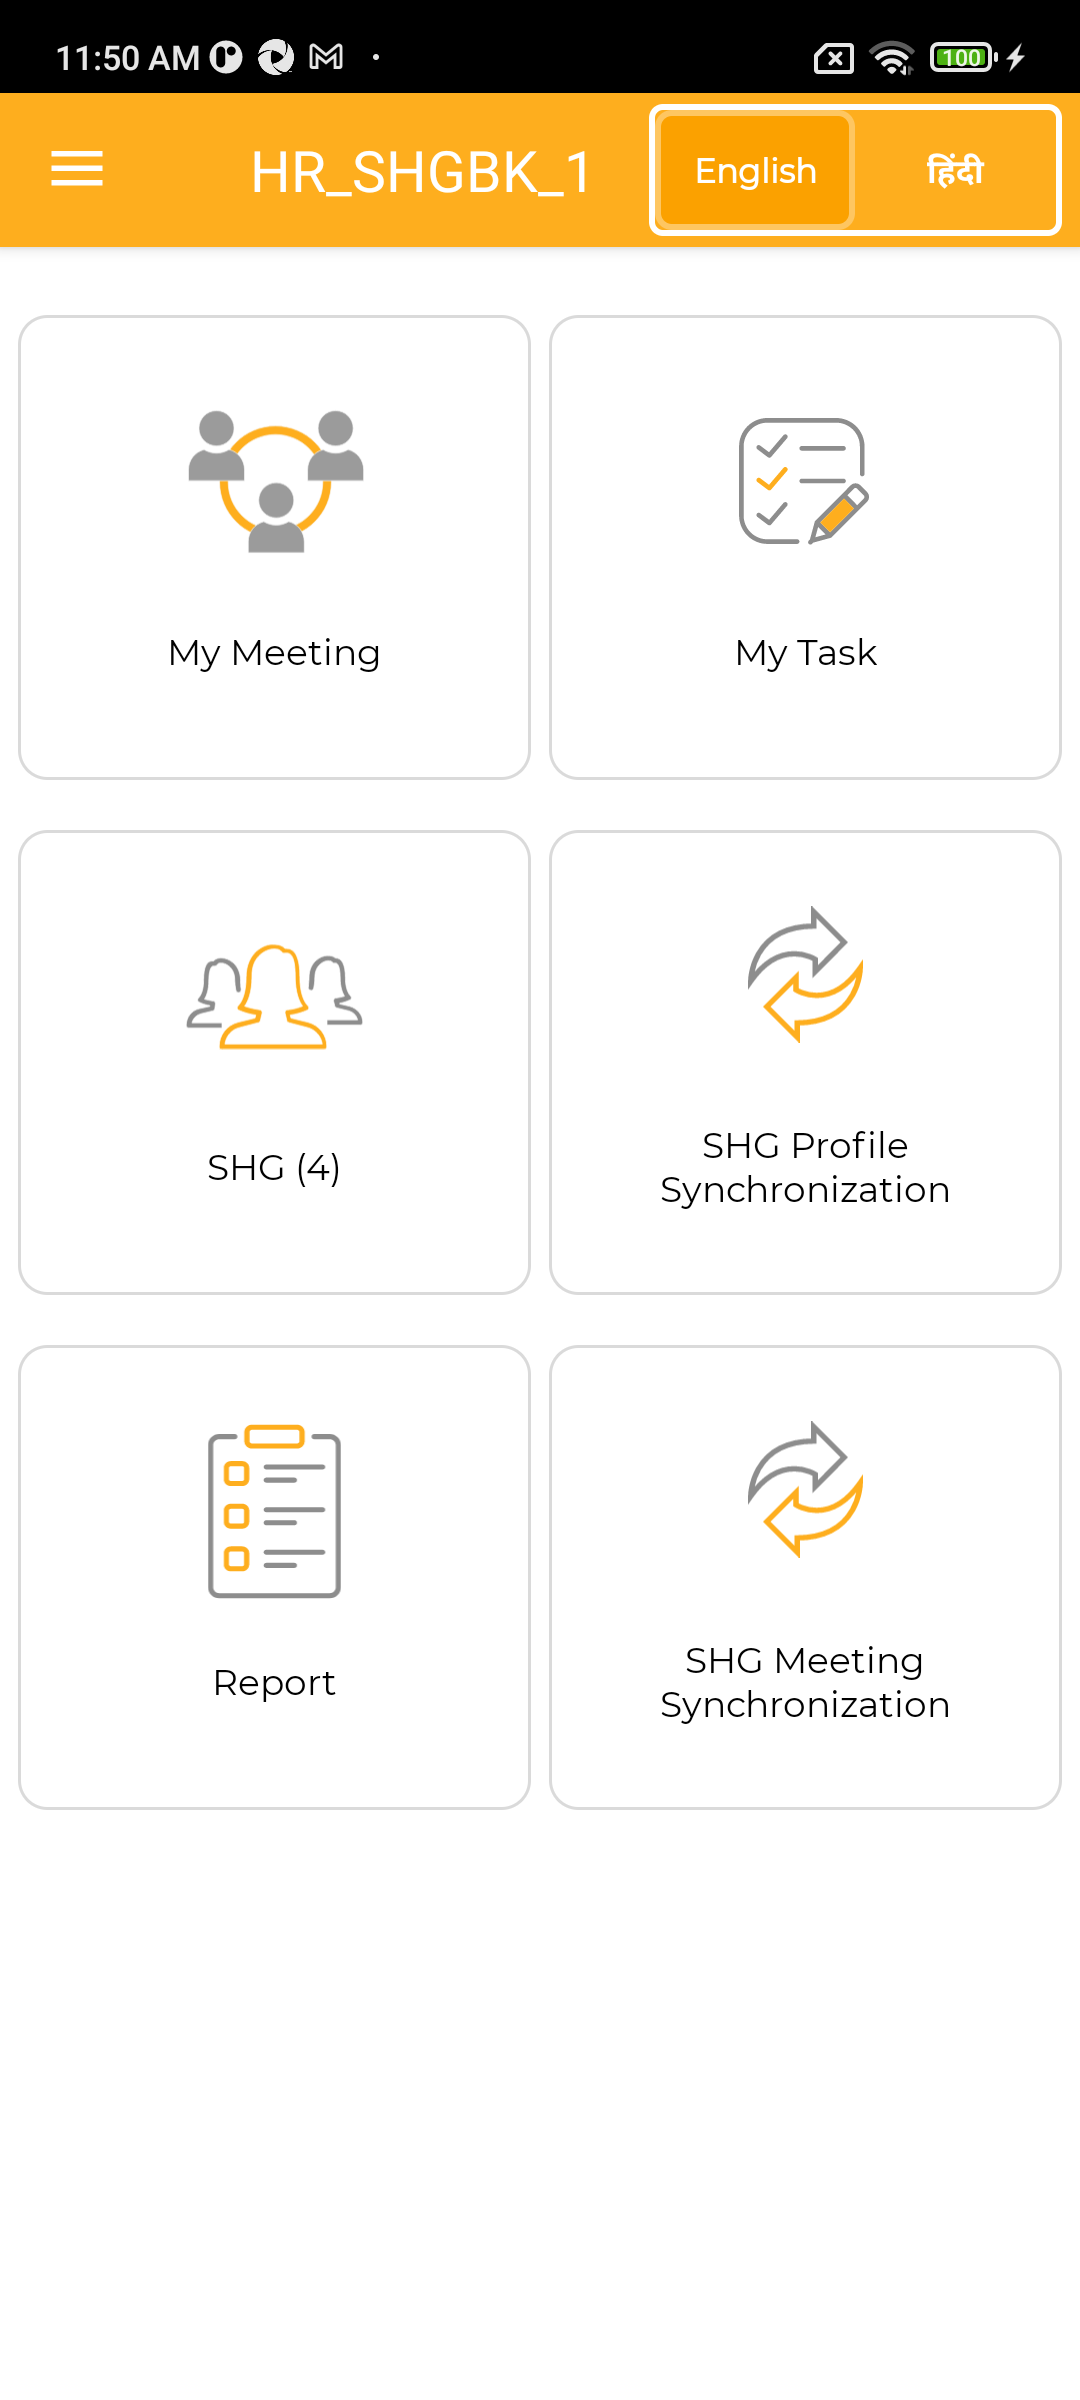 11:50 AM
100
HR_SHGBK_1
English
हिंदी
My Meeting
My Task
SHG (4)
SHG Profile
Synchronization
Report
SHG Meeting
Synchronization